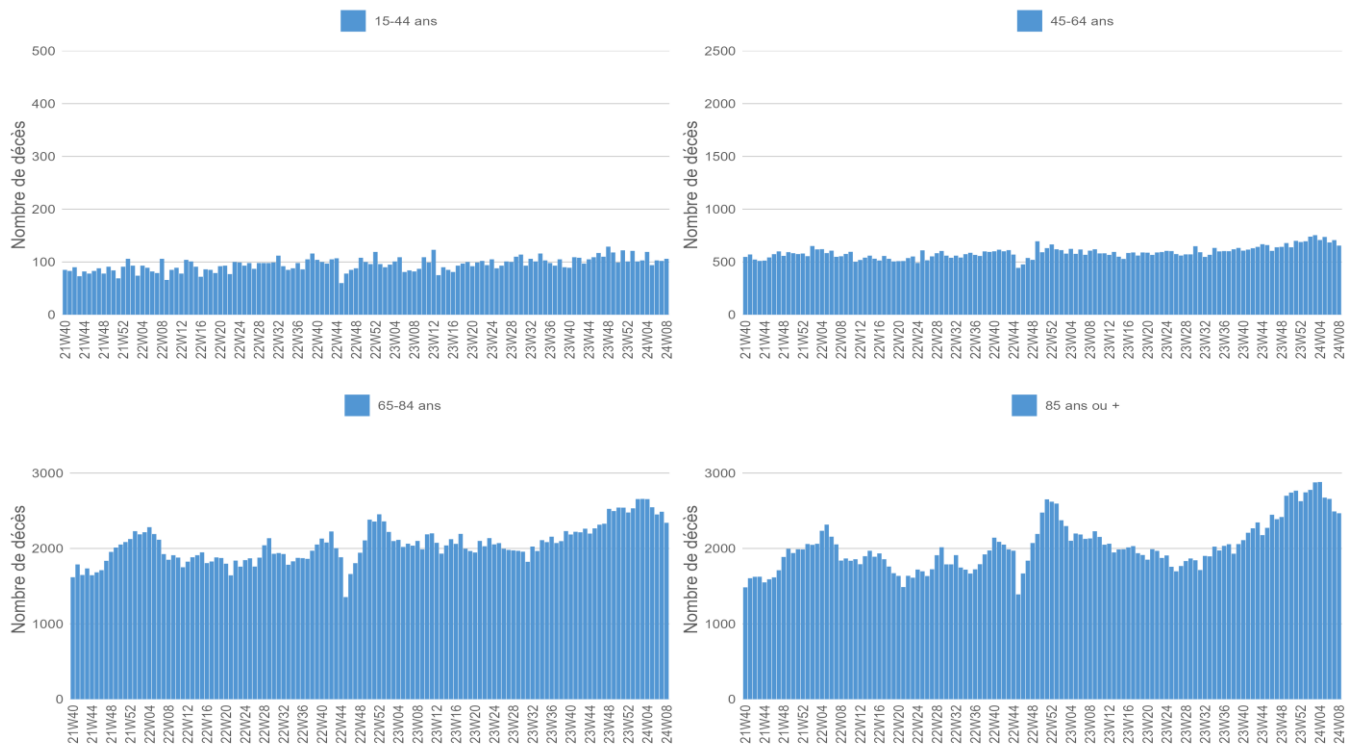 15-44 ans
Nombre de décès
500
400
300
200
100
0
21W40 21W44 21W48 21W52 22W04 22W08 22W12 22W16 22W20 22W24 22W28 22W32 22W36 22W40 22W44 22W48 22W52 23W04 23W08 23W12 23W16 23W20 23W24 23W28 23W32 23W36 23W40 23W44 23W48 23W52 24W04 24W08
45-64 ans
Nombre de décès
2500
2000
1500
1000
500
0
21W40 21W44 21W48 21W52 22W04 22W08 22W12 22W16 22W20 22W24 22W28 22W32 22W36 22W40 22W44 22W48 22W52 23W04 23W08 23W12 23W16 23W20 23W24 23W28 23W32 23W36 23W40 23W44 23W48 23W52 24W04 24W08
65-84 ans
Nombre de décès
3000
2000
1000
0
21W40 21W44 21W48 21W52 22W04 22W08 22W12 22W16 22W20 22W24 22W28 22W32 22W36 22W40 22W44 22W48 22W52 23W04 23W08 23W12 23W16 23W20 23W24 23W28 23W32 23W36 23W40 23W44 23W48 23W52 24W04 24W08
85 ans ou +
Nombre de décès
3000
2000
1000
0
21W40 21W44 21W48 21W52 22W04 22W08 22W12 22W16 22W20 22W24 22W28 22W32 22W36 22W40 22W44 22W48 22W52 23W04 23W08 23W12 23W16 23W20 23W24 23W28 23W32 23W36 23W40 23W44 23W48 23W52 24W04 24W08